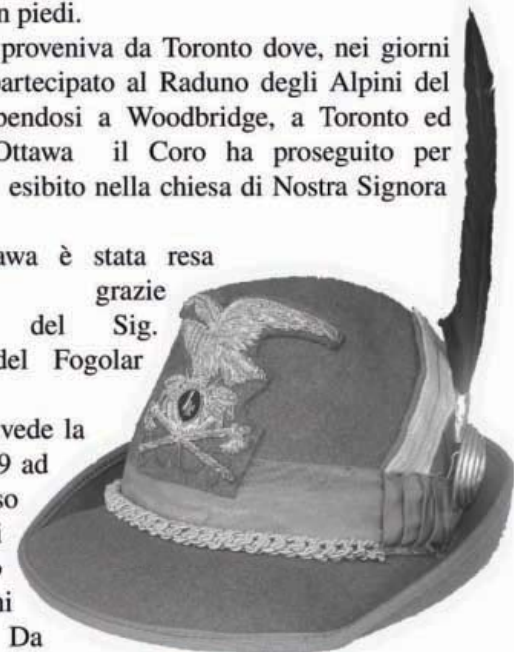 n piedi.
proveniva da Toronto dove, nei giorni
partecipato al Raduno degli Alpini del
bendosi a Woodbridge, a Toronto ed
Ottawa il Coro ha proseguito per
esibito nella chiesa di Nostra Signora
awa è stata resa
grazie
del Sig.
del Fogolar
vede la
9 ad
so
i
ni
Da